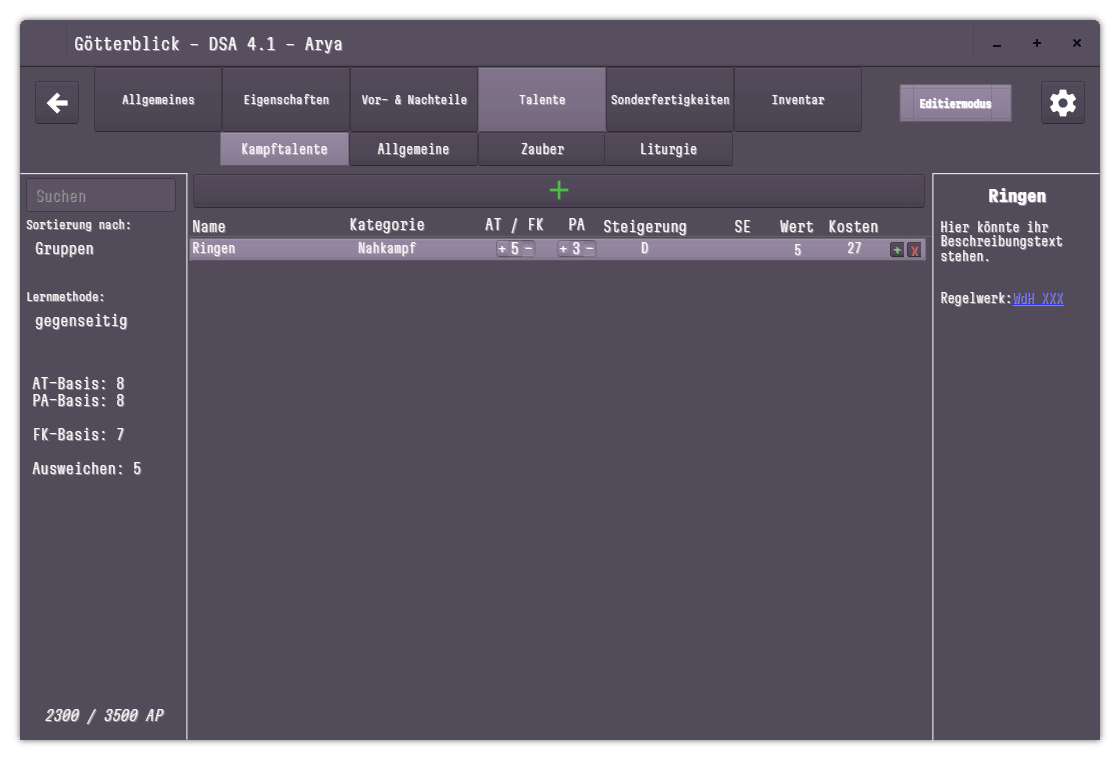 Götterblick - DSA 4.1 - Arya
Allgemeines
Eigenschaften
Vor- & Nachteile
Talente
Sonderfertigkeiten
Inventar
Editiermodus
Kampftalente
Allgemeine
Zauber
Liturgie
Suchen
Sortierung nach:
Gruppen
Lernmethode:
gegenseitig
AT-Basis: 8
PA-Basis: 8
FK-Basis: 7
Ausweichen: 5
2300 / 3500 AP
+
Name Kategorie AT / FK PA Steigerung SE Wert Kosten
Ringen Nahkampf + 5 - + 3 - D 5 27 + x
Ringen
Hier könnte ihr
Beschreibungstext
stehen.
Regelwerk: WdH XXX